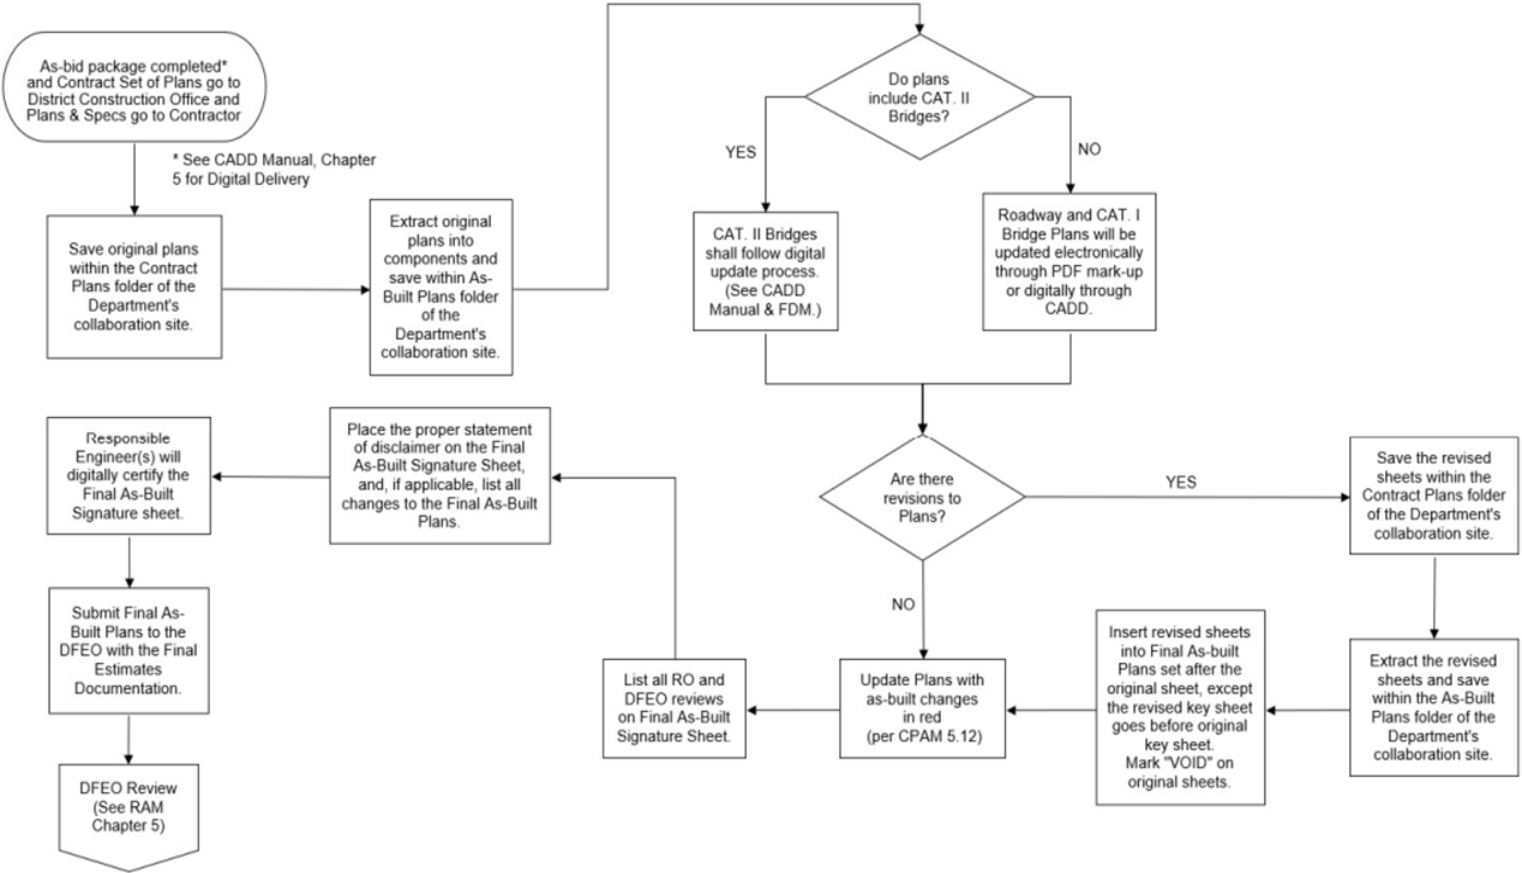 As-bid package completed*
and Contract Set of Plans go to
District Construction Office and
Plans & Specs go to Contractor
* See CADD Manual, Chapter
5 for Digital Delivery
Save original plans
within the Contract
Plans folder of the
Department's
collaboration site.
Extract original
plans into
components and
save within As-
Built Plans folder
of the
Department's
collaboration site.
Do plans
include CAT. II
Bridges?
YES
NO
CAT. II Bridges
shall follow digital
update process.
(See CADD
Manual & FDM.)
Roadway and CAT. I
Bridge Plans will be
updated electronically
through PDF mark-up
or digitally through
CADD.
Are there
revisions to
Plans?
YES
NO
Save the revised
sheets within the
Contract Plans folder
of the Department's
collaboration site.
Extract the revised
sheets and save
within the As-Built
Plans folder of the
Department's
collaboration site.
Insert revised sheets
into Final As-built
Plans set after the
original sheet, except
the revised key sheet
goes before original
key sheet.
Mark "VOID" on
original sheets.
Update Plans with
as-built changes
in red
(per CPAM 5.12)
List all RO and
DFEO reviews
on Final As-Built
Signature Sheet.
Place the proper statement
of disclaimer on the Final
As-Built Signature Sheet,
and, if applicable, list all
changes to the Final As-Built
Plans.
Responsible
Engineer(s) will
digitally certify the
Final As-Built
Signature sheet.
Submit Final As-
Built Plans to the
DFEO with the Final
Estimates
Documentation.
DFEO Review
(See RAM
Chapter 5)